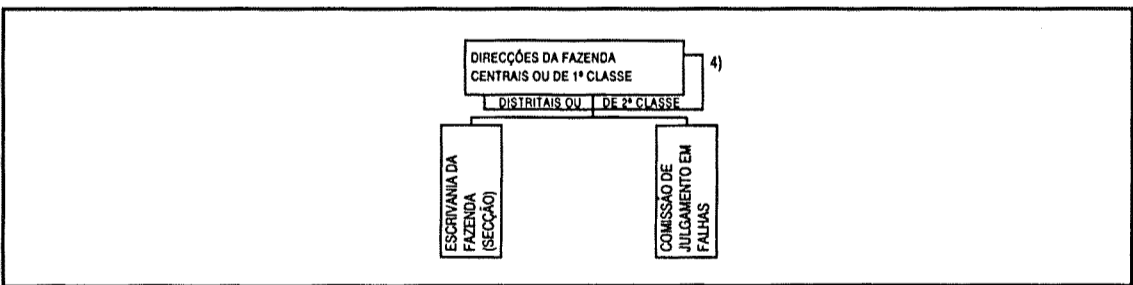 DIRECÇÕES DA FAZENDA
CENTRAIS OU DE 1ª CLASSE
4)
DISTRITAIS OU DE 2ª CLASSE
ESCRIVANIA DA
FAZENDA
(SECÇÃO)
COMISSÃO DE
JULGAMENTO EM
FALHAS